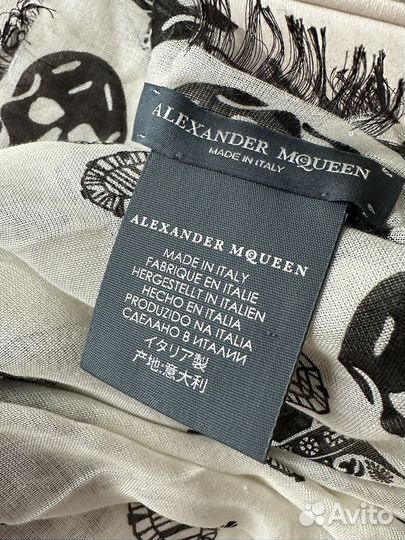 ALEXANDER McQUEEN
MADE IN ITALY
ALEXANDER McQUEEN
MADE IN ITALY
FABRIQUE EN ITALIE
HERGESTELLT IN ITALIEN
HECHO EN ITALIA
PRODUZIDO NA ITALIA
СДЕЛАНО В ИТАЛИИ
イタリア製
产地:意大利
Avito